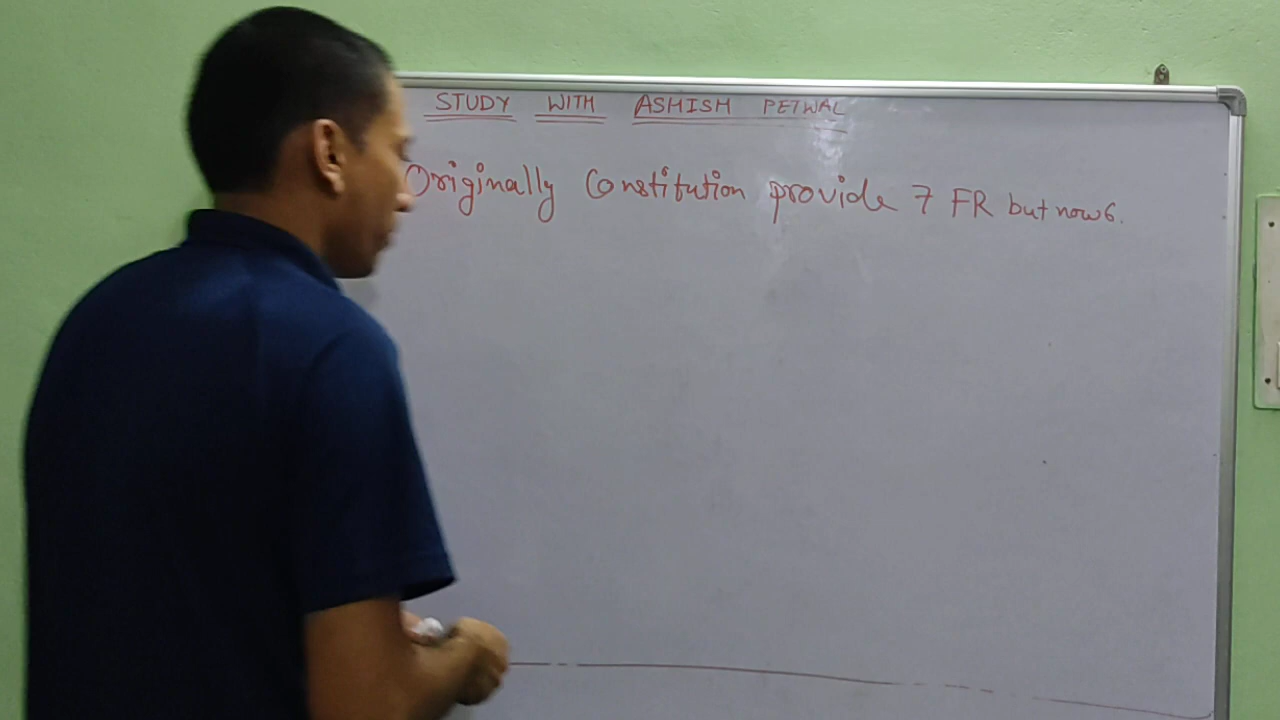 STUDY WITH ASHISH PETWAL
Originally Constitution provide 7 FR but now 6.